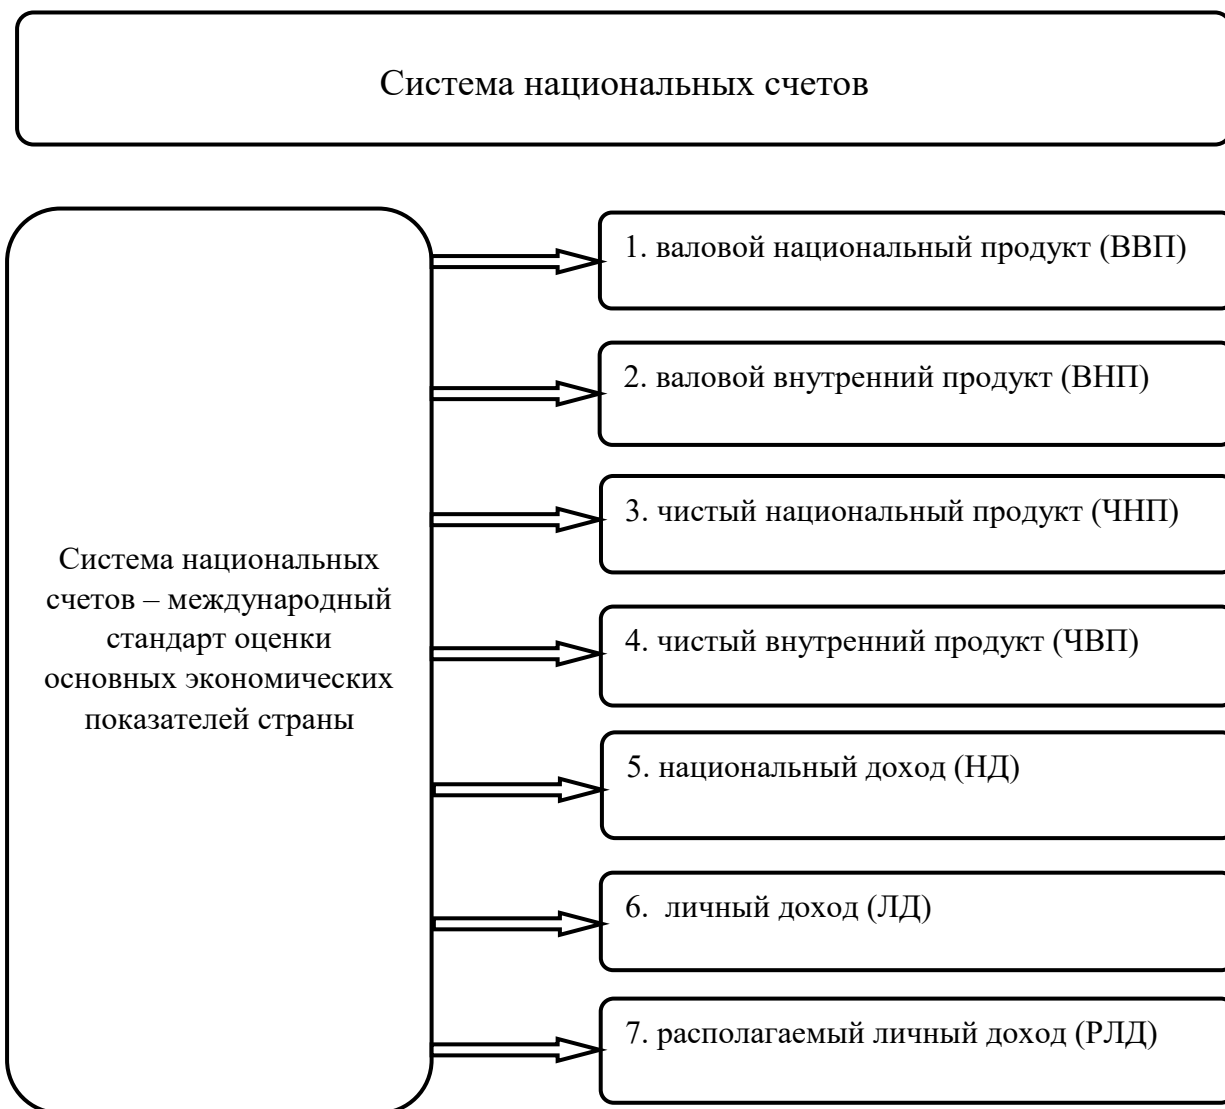 Система национальных счетов
1. валовой национальный продукт (ВВП)
2. валовой внутренний продукт (ВНП)
3. чистый национальный продукт (ЧНП)
Система национальных
счетов – международный
стандарт оценки
основных экономических
показателей страны
4. чистый внутренний продукт (ЧВП)
5. национальный доход (НД)
6. личный доход (ЛД)
7. располагаемый личный доход (РЛД)